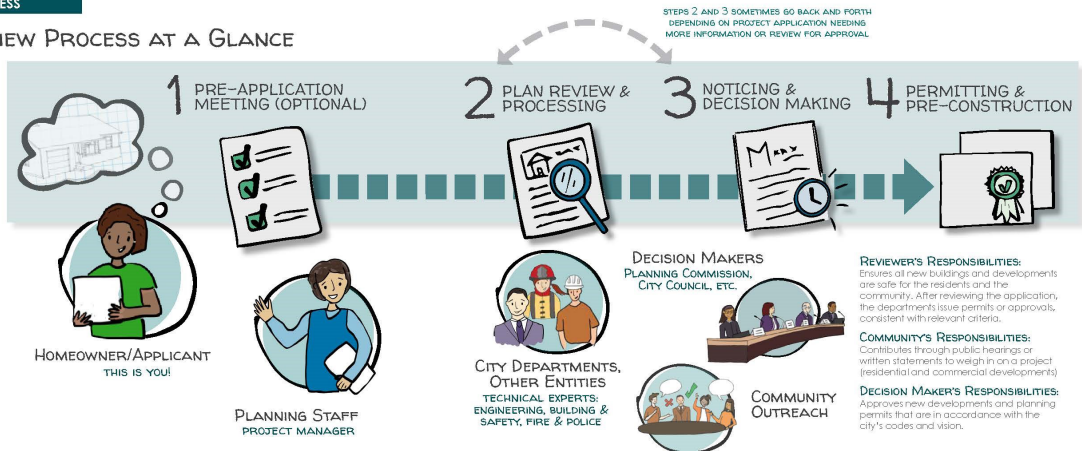 STEPS 2 AND 3 SOMETIMES GO BACK AND FORTH
DEPENDING ON PROJECT APPLICATION NEEDING
MORE INFORMATION OR REVIEW FOR APPROVAL
PROCESS AT A GLANCE
1 PRE-APPLICATION
MEETING (OPTIONAL)
2 PLAN REVIEW &
PROCESSING
3 NOTICING &
DECISION MAKING
4 PERMITTING &
PRE-CONSTRUCTION
HOMEOWNER/APPLICANT
THIS IS YOU!
PLANNING STAFF
PROJECT MANAGER
CITY DEPARTMENTS,
OTHER ENTITIES
TECHNICAL EXPERTS:
ENGINEERING, BUILDING &
SAFETY, FIRE & POLICE
DECISION MAKERS
PLANNING COMMISSION,
CITY COUNCIL, ETC.
COMMUNITY
OUTREACH
REVIEWER'S RESPONSIBILITIES:
Ensures all new buildings and developments
are safe for the residents and the
community. After reviewing the application,
the departments issue permits or approvals,
consistent with relevant criteria.
COMMUNITY'S RESPONSIBILITIES:
Contributes through public hearings or
written statements to weigh in on a project
(residential and commercial developments)
DECISION MAKER'S RESPONSIBILITIES:
Approves new developments and planning
permits that are in accordance with the
city's codes and vision.